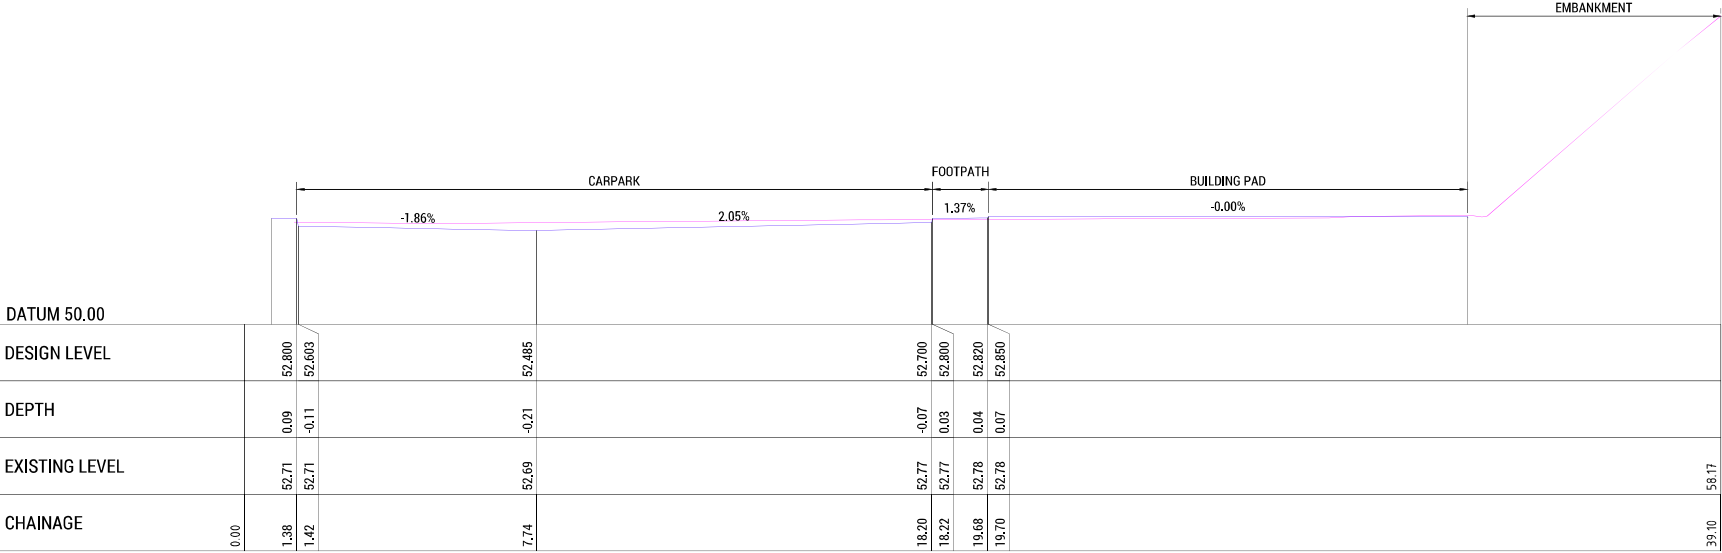 EMBANKMENT
CARPARK
FOOTPATH
BUILDING PAD
-1.86%
2.05%
1.37%
-0.00%
DATUM 50.00
DESIGN LEVEL 52.800 52.603 52.485 52.700 52.800 52.820 52.850
DEPTH 0.09 -0.11 -0.21 -0.07 0.03 0.04 0.07
EXISTING LEVEL 52.71 52.71 52.69 52.77 52.77 52.78 52.78 58.17
CHAINAGE 0.00 1.38 1.42 7.74 18.20 18.22 19.68 19.70 39.10